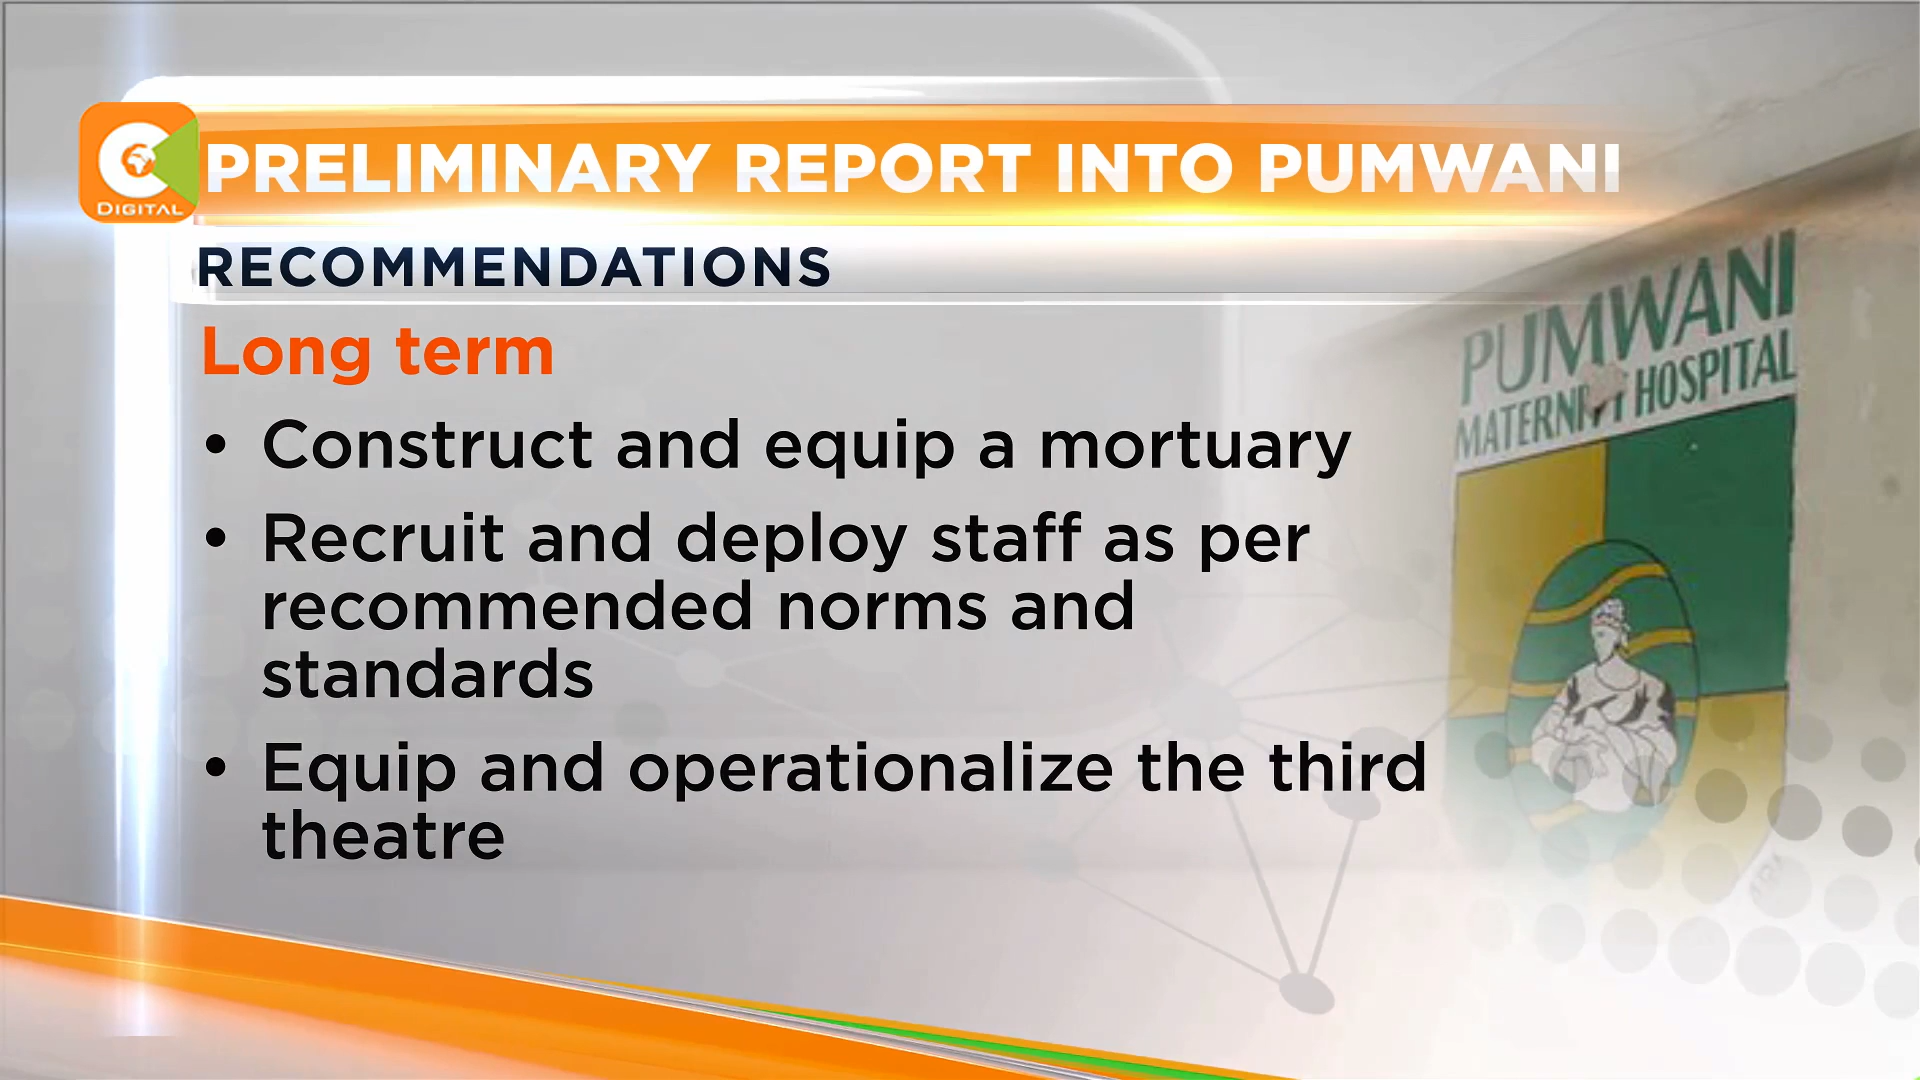 PRELIMINARY REPORT INTO PUMWANI
DIGITAL
RECOMMENDATIONS
Long term
• Construct and equip a mortuary
• Recruit and deploy staff as per
recommended norms and
standards
• Equip and operationalize the third
theatre
PUMWANI
MATERNITY HOSPITAL